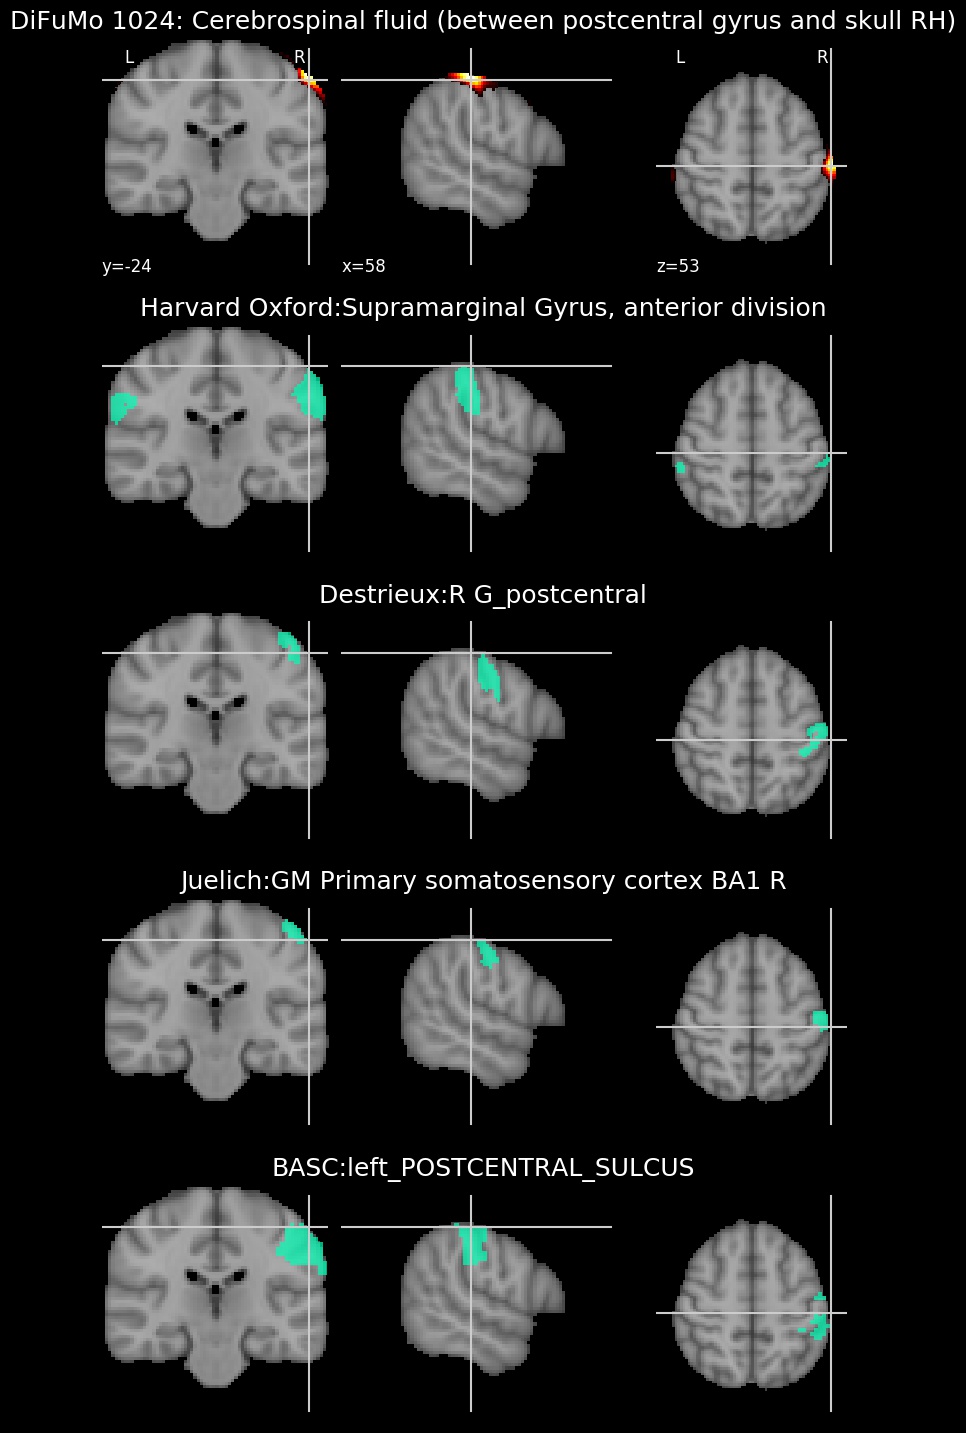 DiFuMo 1024: Cerebrospinal fluid (between postcentral gyrus and skull RH)
L R L R
y=-24 x=58 z=53
Harvard Oxford:Supramarginal Gyrus, anterior division
Destrieux:R G_postcentral
Juelich:GM Primary somatosensory cortex BA1 R
BASC:left_POSTCENTRAL_SULCUS